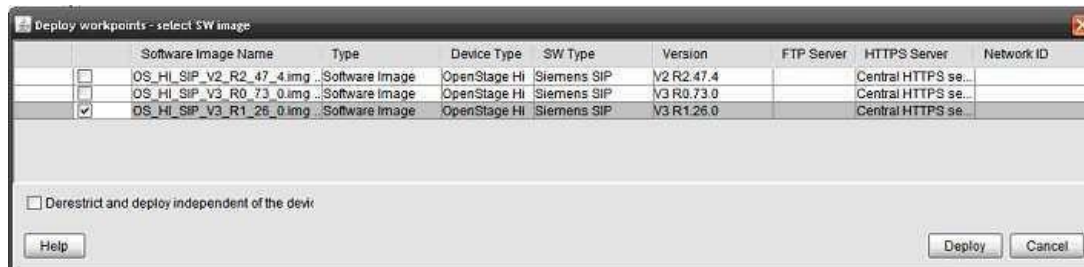 Deploy workpoints - select SW image
Software Image Name Type Device Type SW Type Version FTP Server HTTPS Server Network ID
OS_HI_SIP_V2_R2_47_4.img ..Software Image OpenStage Hi Siemens SIP V2 R2.47.4 Central HTTPS se...
OS_HI_SIP_V3_R0_73_0.img ..Software Image OpenStage Hi Siemens SIP V3 R0.73.0 Central HTTPS se...
OS_HI_SIP_V3_R1_26_0.img ..Software Image OpenStage Hi Siemens SIP V3 R1.26.0 Central HTTPS se...
Derestrict and deploy independent of the devic
Help Deploy Cancel